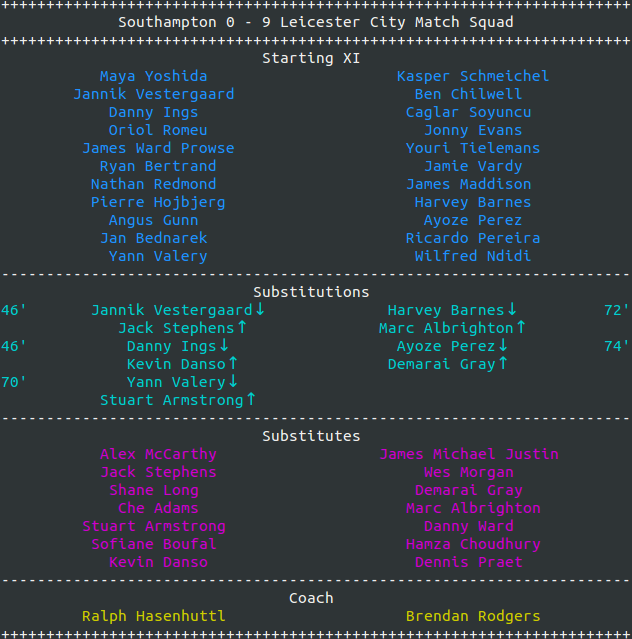 ++++++++++++++++++++++++++++++++++++++++++++++++++++++++++++++++++++++
Southampton 0 - 9 Leicester City Match Squad
++++++++++++++++++++++++++++++++++++++++++++++++++++++++++++++++++++++
Starting XI
Maya Yoshida Kasper Schmeichel
Jannik Vestergaard Ben Chilwell
Danny Ings Caglar Soyuncu
Oriol Romeu Jonny Evans
James Ward Prowse Youri Tielemans
Ryan Bertrand Jamie Vardy
Nathan Redmond James Maddison
Pierre Hojbjerg Harvey Barnes
Angus Gunn Ayoze Perez
Jan Bednarek Ricardo Pereira
Yann Valery Wilfred Ndidi
----------------------------------------------------------------------
Substitutions
46' Jannik Vestergaard↓ Harvey Barnes↓ 72'
Jack Stephens↑ Marc Albrighton↑
46' Danny Ings↓ Ayoze Perez↓ 74'
Kevin Danso↑ Demarai Gray↑
70' Yann Valery↓
Stuart Armstrong↑
----------------------------------------------------------------------
Substitutes
Alex McCarthy James Michael Justin
Jack Stephens Wes Morgan
Shane Long Demarai Gray
Che Adams Marc Albrighton
Stuart Armstrong Danny Ward
Sofiane Boufal Hamza Choudhury
Kevin Danso Dennis Praet
----------------------------------------------------------------------
Coach
Ralph Hasenhuttl Brendan Rodgers
++++++++++++++++++++++++++++++++++++++++++++++++++++++++++++++++++++++